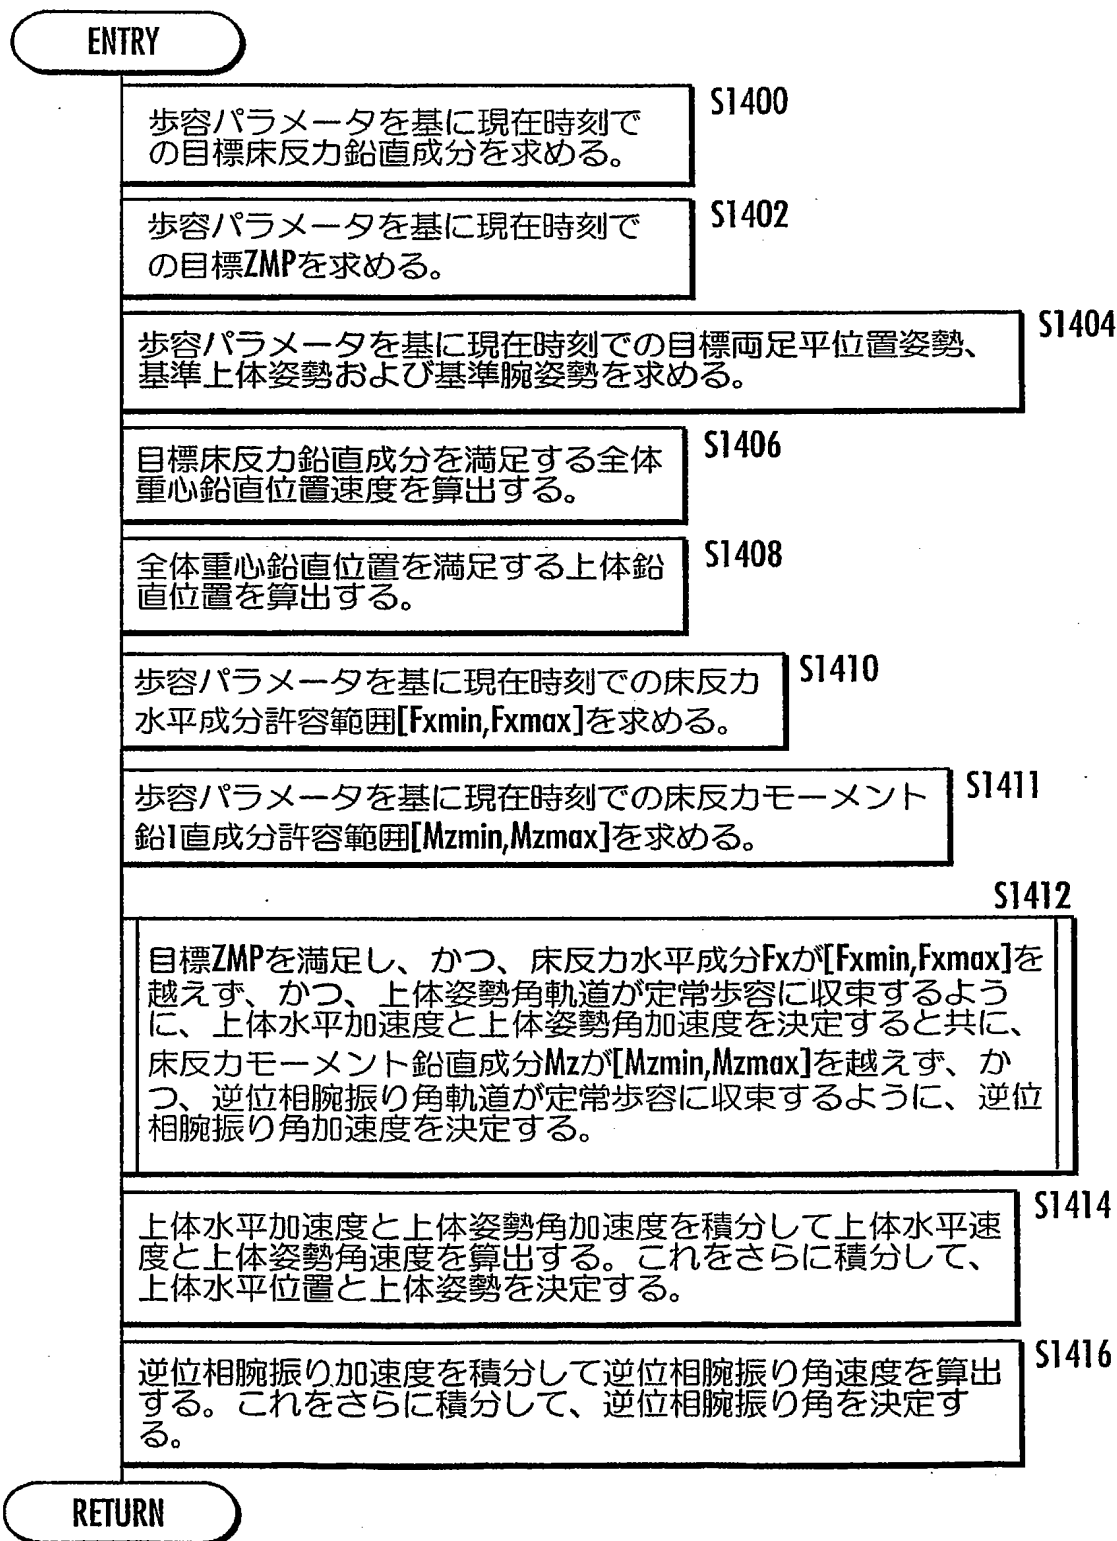 ENTRY
S1400
歩容パラメータを基に現在時刻で
の目標床反力鉛直成分を求める。
S1402
歩容パラメータを基に現在時刻で
の目標ZMPを求める。
S1404
歩容パラメータを基に現在時刻での目標両足平位置姿勢、
基準上体姿勢および基準腕姿勢を求める。
S1406
目標床反力鉛直成分を満足する全体
重心鉛直位置速度を算出する。
S1408
全体重心鉛直位置を満足する上体鉛
直位置を算出する。
S1410
歩容パラメータを基に現在時刻での床反力
水平成分許容範囲[Fxmin,Fxmax]を求める。
S1411
歩容パラメータを基に現在時刻での床反力モーメント
鉛1直成分許容範囲[Mzmin,Mzmax]を求める。
S1412
目標ZMPを満足し、かつ、床反力水平成分Fxが[Fxmin,Fxmax]を
越えず、かつ、上体姿勢角軌道が定常歩容に収束するよう
に、上体水平加速度と上体姿勢角加速度を決定すると共に、
床反力モーメント鉛直成分Mzが[Mzmin,Mzmax]を越えず、か
つ、逆位相腕振り角軌道が定常歩容に収束するように、逆位
相腕振り角加速度を決定する。
S1414
上体水平加速度と上体姿勢角加速度を積分して上体水平速
度と上体姿勢角速度を算出する。これをさらに積分して、
上体水平位置と上体姿勢を決定する。
S1416
逆位相腕振り加速度を積分して逆位相腕振り角速度を算出
する。これをさらに積分して、逆位相腕振り角を決定す
る。
RETURN